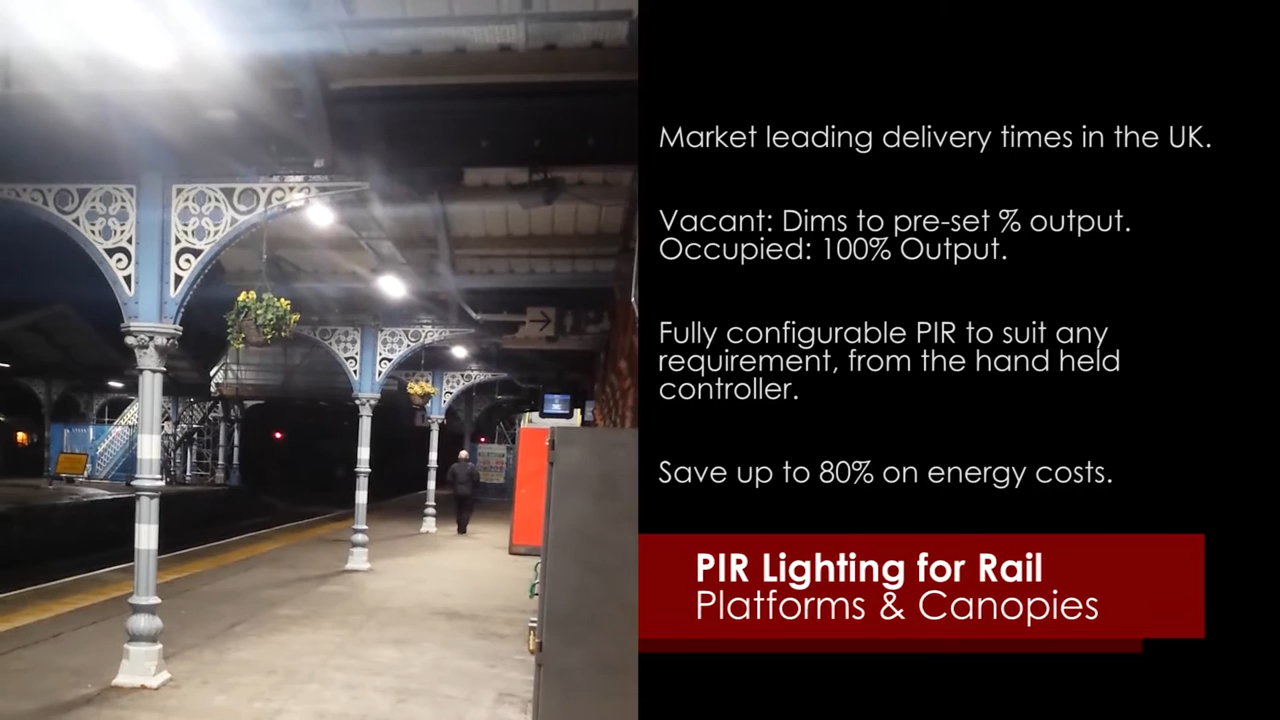 Market leading delivery times in the UK.
Vacant: Dims to pre-set % output.
Occupied: 100% Output.
Fully configurable PIR to suit any
requirement, from the hand held
controller.
Save up to 80% on energy costs.
PIR Lighting for Rail
Platforms & Canopies